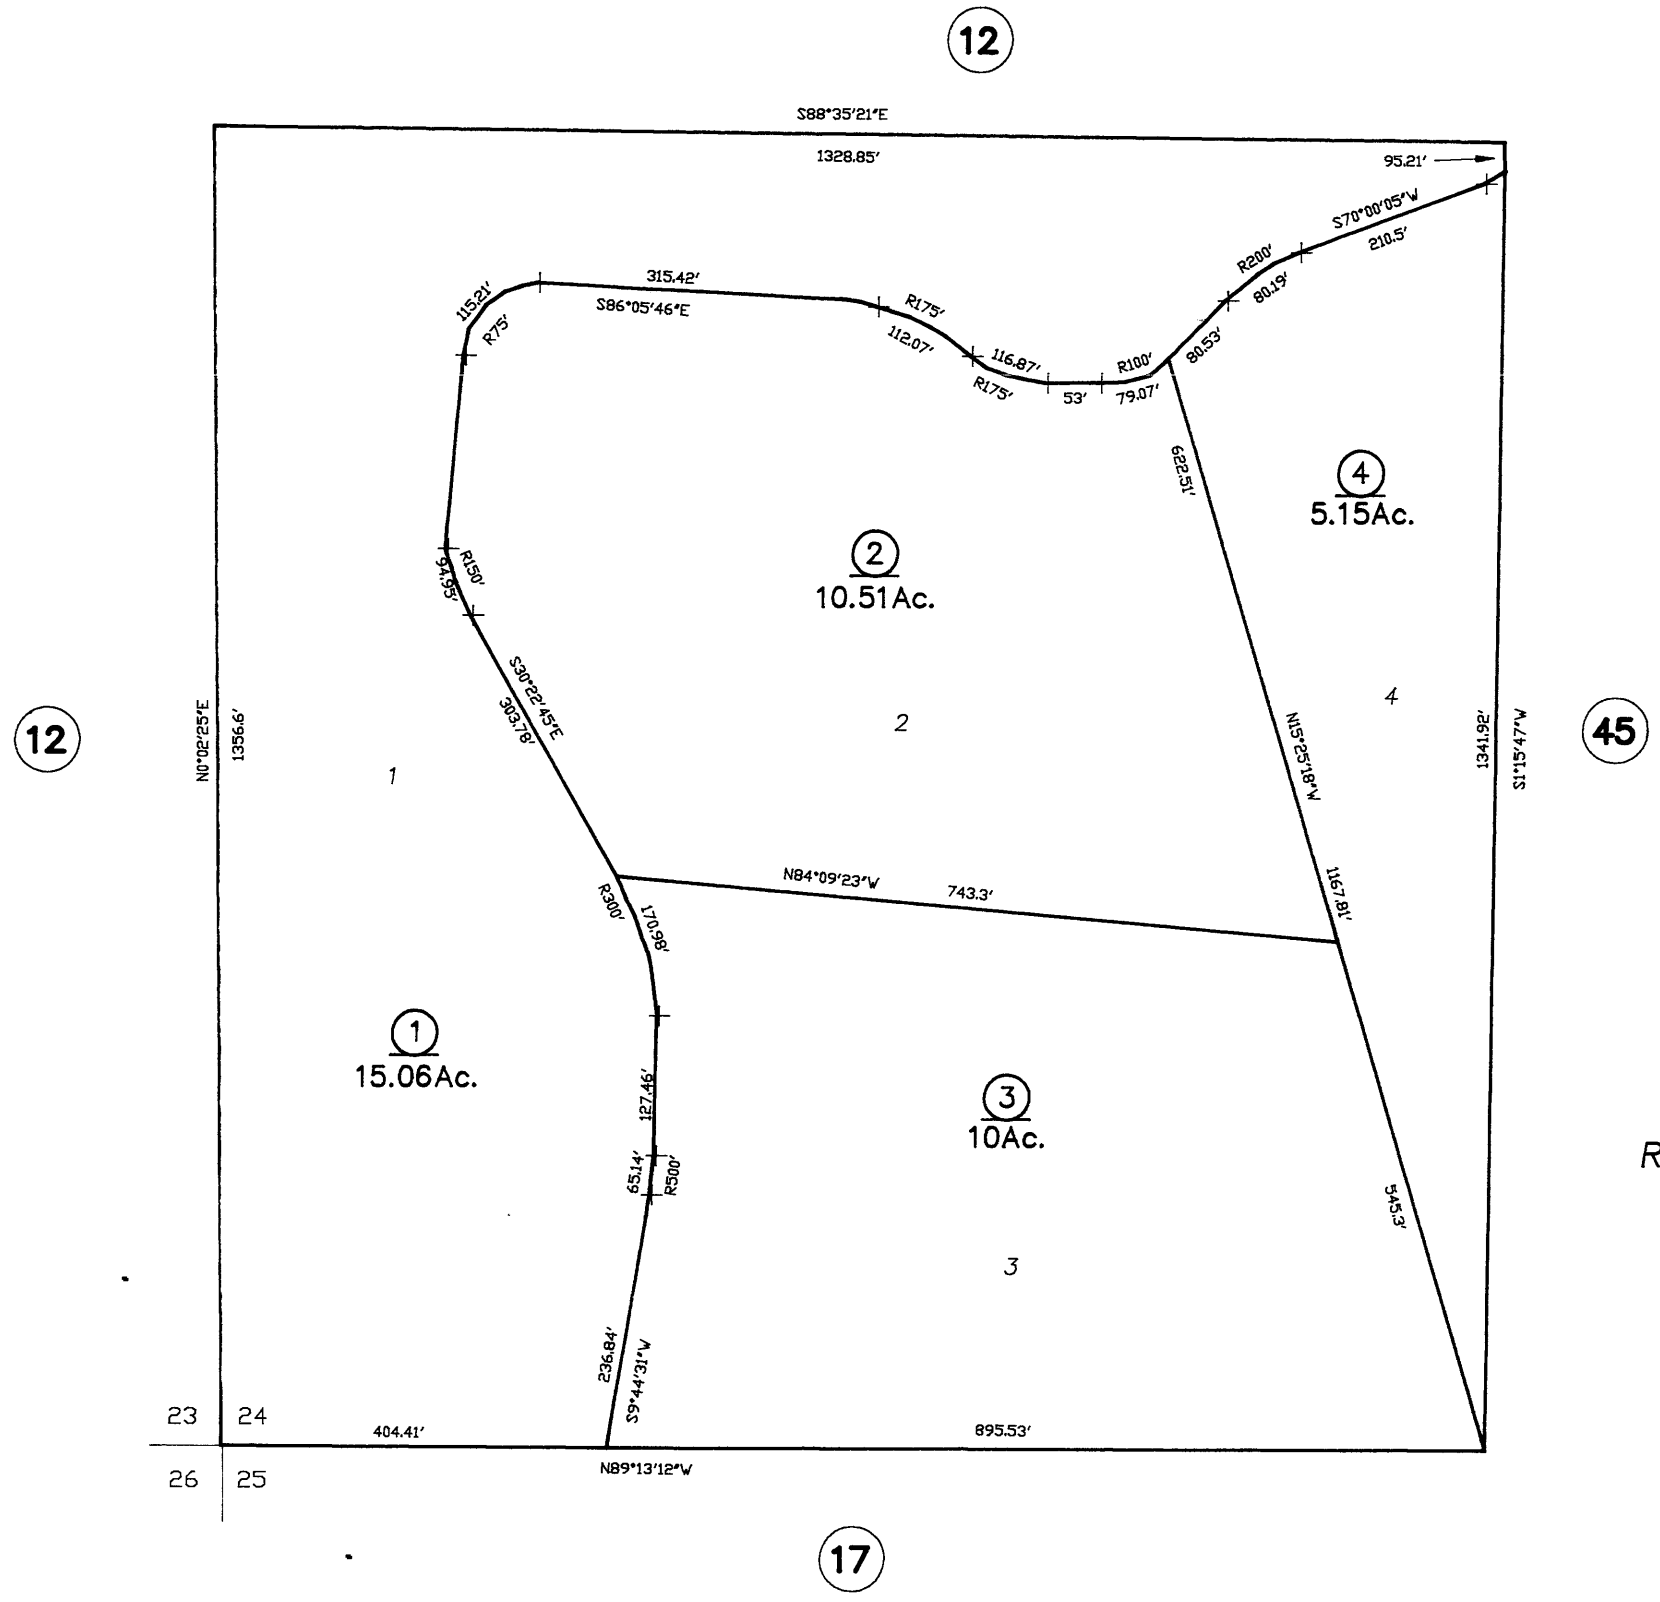 12
S88°35'21"E
1328.85'
95.21'
S70°00'05"W
210.5'
R200'
80.19'
315.42'
S86°05'46"E
115.21'
R75'
R175'
112.07'
116.87'
R175'
53'
R100'
79.07'
80.53'
622.51'
4
5.15Ac.
2
10.51Ac.
R150'
94.95'
S30°22'45"E
303.78'
N0°02'25"E
1356.6'
12
1
2
4
N15°25'18"W
1341.92'
S1°15'47"W
45
N84°09'23"W
743.3'
1167.81'
R300'
170.98'
1
15.06Ac.
127.46'
3
10Ac.
R
65.14'
R500'
545.3'
3
236.84'
S9°44'31"W
23 24
404.41'
895.53'
N89°13'12"W
26 25
17